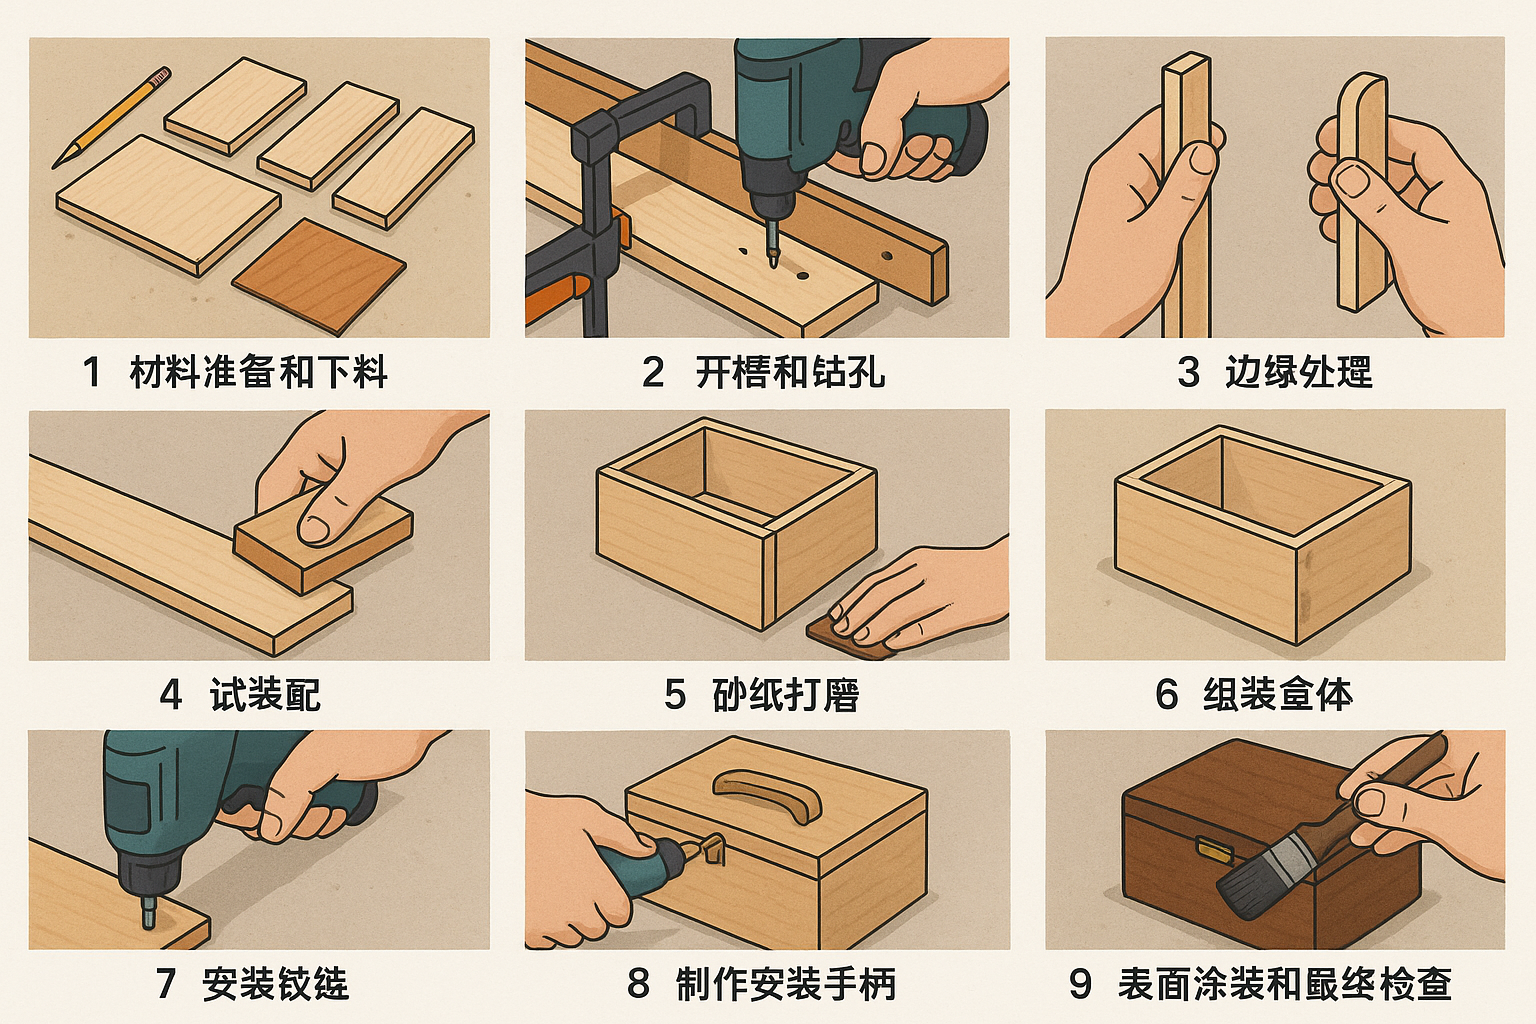 1 材料准备和下料
2 开槽和钻孔
3 边缘处理
4 试装配
5 砂纸打磨
6 组装盒体
7 安装铰链
8 制作安装手柄
9 表面涂装和最终检查